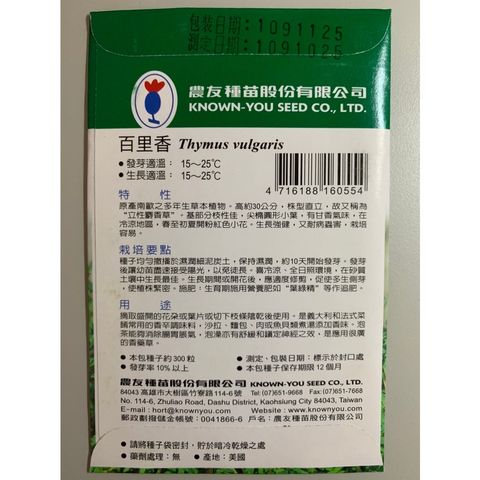 包裝日期：1091125
測定日期：1091025
農友種苗股份有限公司
KNOWN-YOU SEED CO., LTD.
百里香 Thymus vulgaris
● 發芽適溫： 15～25℃
● 生長適溫： 15～25℃
4 716188 160554
特 性
原產南歐之多年生草本植物。高約30公分，株型直立，故又稱為
“立性麝香草”。基部分枝性佳，尖橢圓形小葉，有甘香氣味，在
冷涼地區，春至初夏開粉紅色小花。生長強健，又耐病蟲害，栽培
容易。
栽培要點
種子均勻撒播於濕潤細泥炭土，保持濕潤，約10天開始發芽。發芽
後讓幼苗盡速接受陽光，以免徒長。喜冷涼、全日照環境，在砂質
土壤中生長最佳。生長期間或開花後，應適度修剪，促使多生側芽
，使植株緊密。施肥：生育期施用營養肥如“葉綠精”等作追肥。
用 途
摘取盛開的花朵或葉片或切下枝條陰乾後使用。是義大利和法式菜
餚常用的香辛調味料，沙拉、麵包、肉或魚貝類煮湯添加香味。泡
茶能夠消除腸胃脹氣，泡澡亦有舒緩和鎮定神經之效，是應用很廣
的香藥草。
● 本包種子約300粒 ● 測定、包裝日期：標示於封口處
● 發芽率10%以上 ● 本包種子保存期限12個月
農友種苗股份有限公司 KNOWN-YOU SEED CO., LTD.
84043 高雄市大樹區竹寮路114-6號 Tel:(07)651-9668 Fax:(07)651-7668
No. 114-6, Zhuliao Road, Dashu District, Kaohsiung City 84043, Taiwan
E-mail : hort@knownyou.com Website : www.knownyou.com
郵政劃撥儲金帳號：0041866-6 戶名：農友種苗股份有限公司
● 請將種子袋密封，貯於暗冷乾燥之處
● 藥劑處理：無 ● 產地：美國